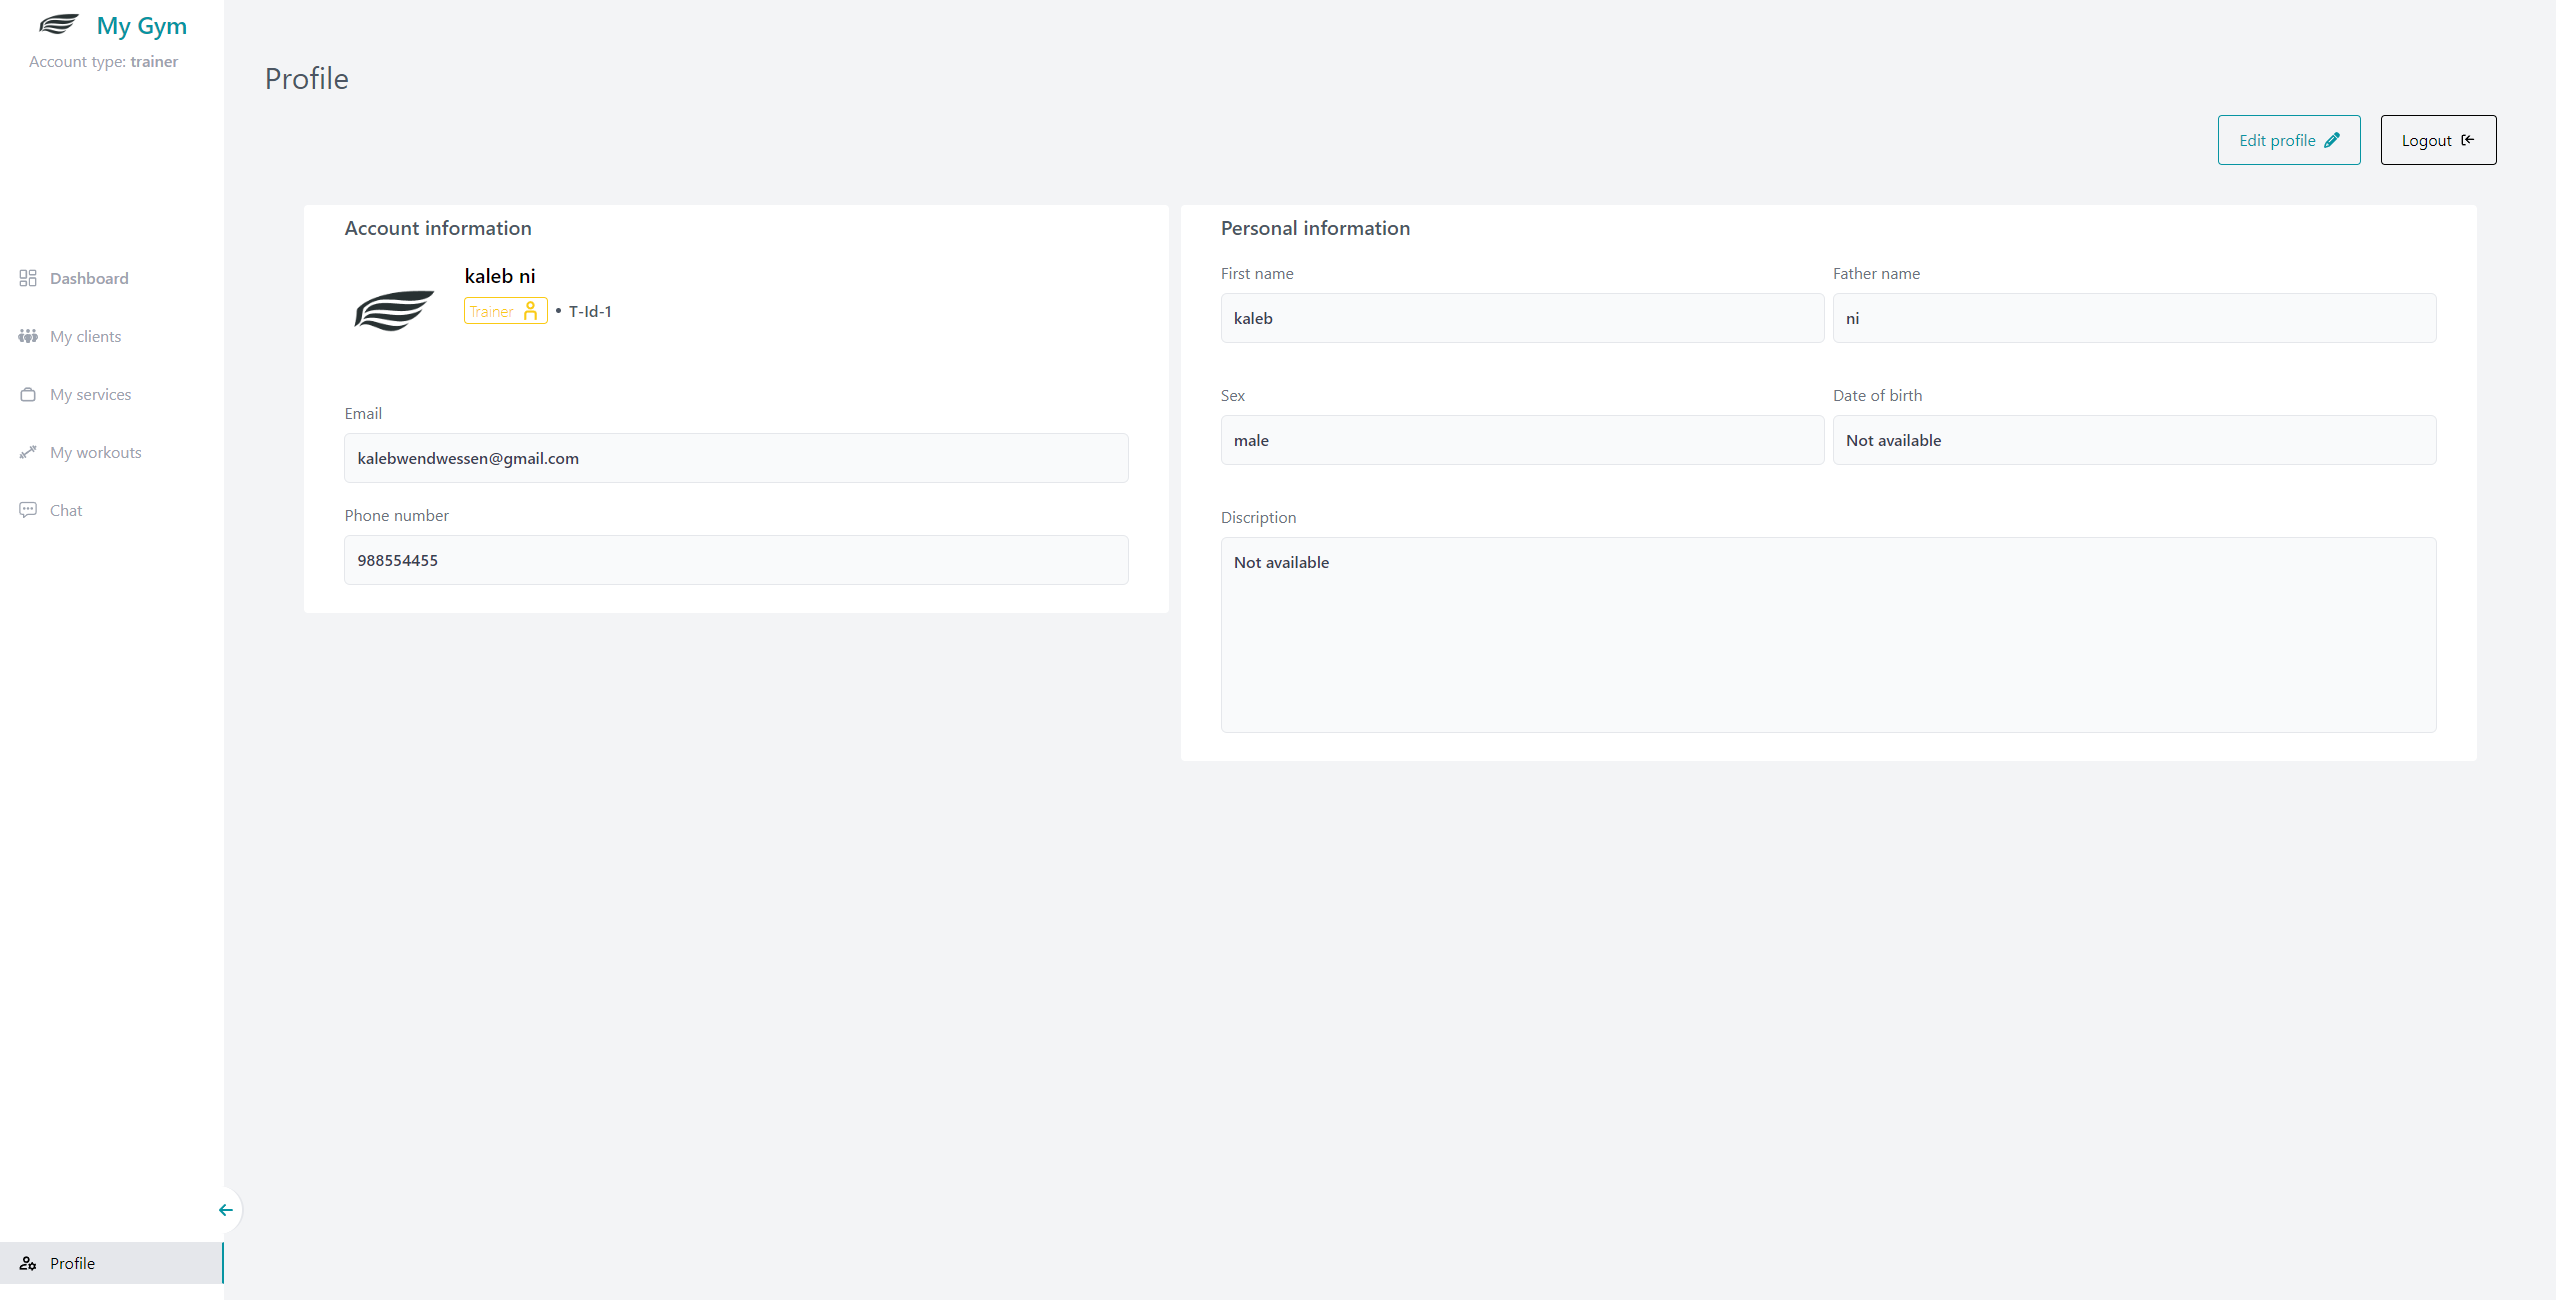 My Gym
Account type: trainer
Dashboard
My clients
My services
My workouts
Chat
Profile
Profile
Edit profile
Logout
Account information
kaleb ni
Trainer • T-Id-1
Email
kalebwendwessen@gmail.com
Phone number
988554455
Personal information
First name
kaleb
Father name
ni
Sex
male
Date of birth
Not available
Discription
Not available